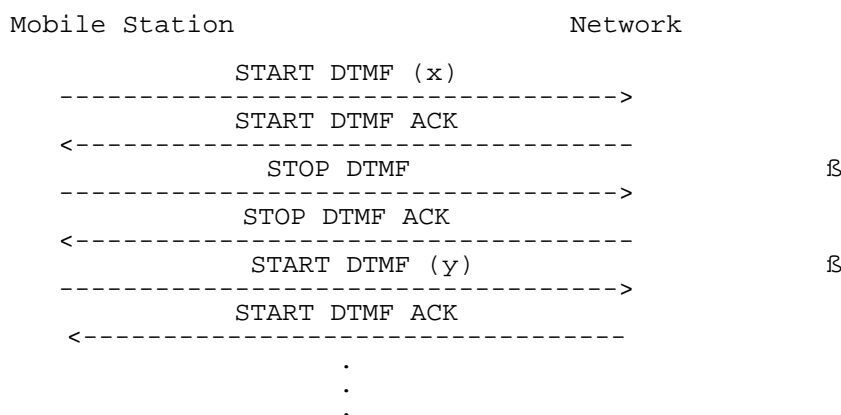 Mobile Station Network
START DTMF (x)
----------------------------------->
START DTMF ACK
<-----------------------------------
STOP DTMF ß
----------------------------------->
STOP DTMF ACK
<-----------------------------------
START DTMF (y) ß
----------------------------------->
START DTMF ACK
<----------------------------------
.
.
.